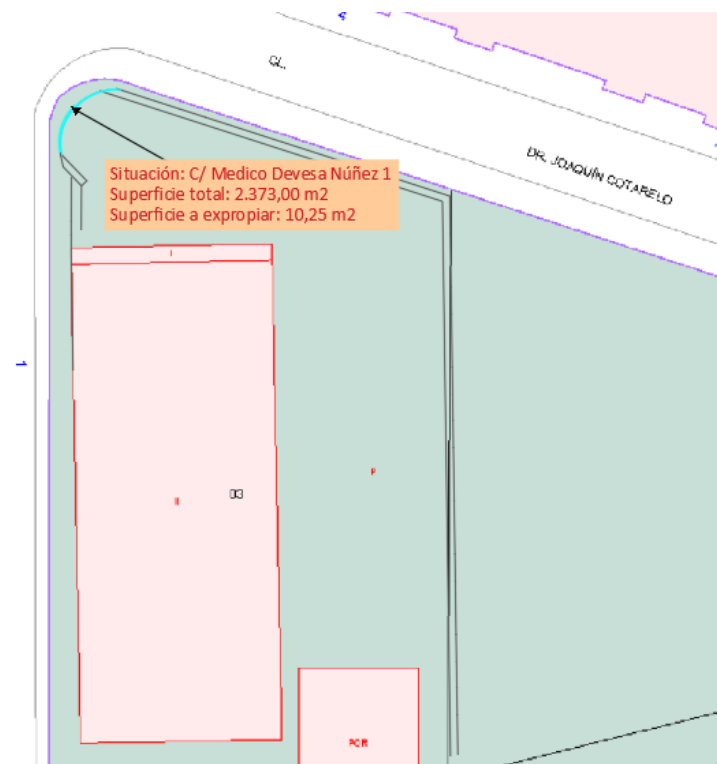 4
CL.
DR. JOAQUÍN COTARELO
Situación: C/ Medico Devesa Núñez 1
Superficie total: 2.373,00 m2
Superficie a expropiar: 10,25 m2
I
1
P
II
03
POR